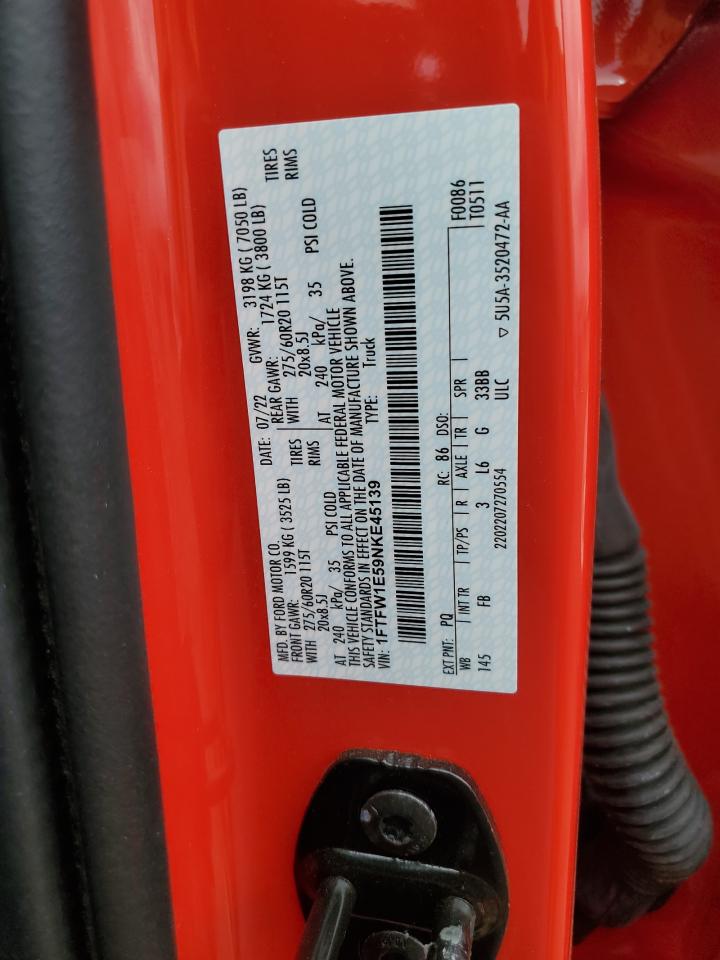 MFD. BY FORD MOTOR CO. DATE: 07/22 GVWR: 3198 KG ( 7050 LB)
FRONT GAWR: 1599 KG ( 3525 LB) REAR GAWR: 1724 KG ( 3800 LB)
WITH 275/60R20 115T TIRES WITH 275/60R20 115T TIRES
20x8.5J RIMS 20x8.5J RIMS
AT 240 kPa/ 35 PSI COLD AT 240 kPa/ 35 PSI COLD
THIS VEHICLE CONFORMS TO ALL APPLICABLE FEDERAL MOTOR VEHICLE
SAFETY STANDARDS IN EFFECT ON THE DATE OF MANUFACTURE SHOWN ABOVE.
VIN: 1FTFW1E59NKE45139 TYPE: Truck
EXT PNT: PQ RC: 86 DSO: F0086
WB INT TR TP/PS R AXLE TR SPR T0511
145 FB 3 L6 G 33BB
2202207270554 ULC ▽ 5U5A-3520472-AA